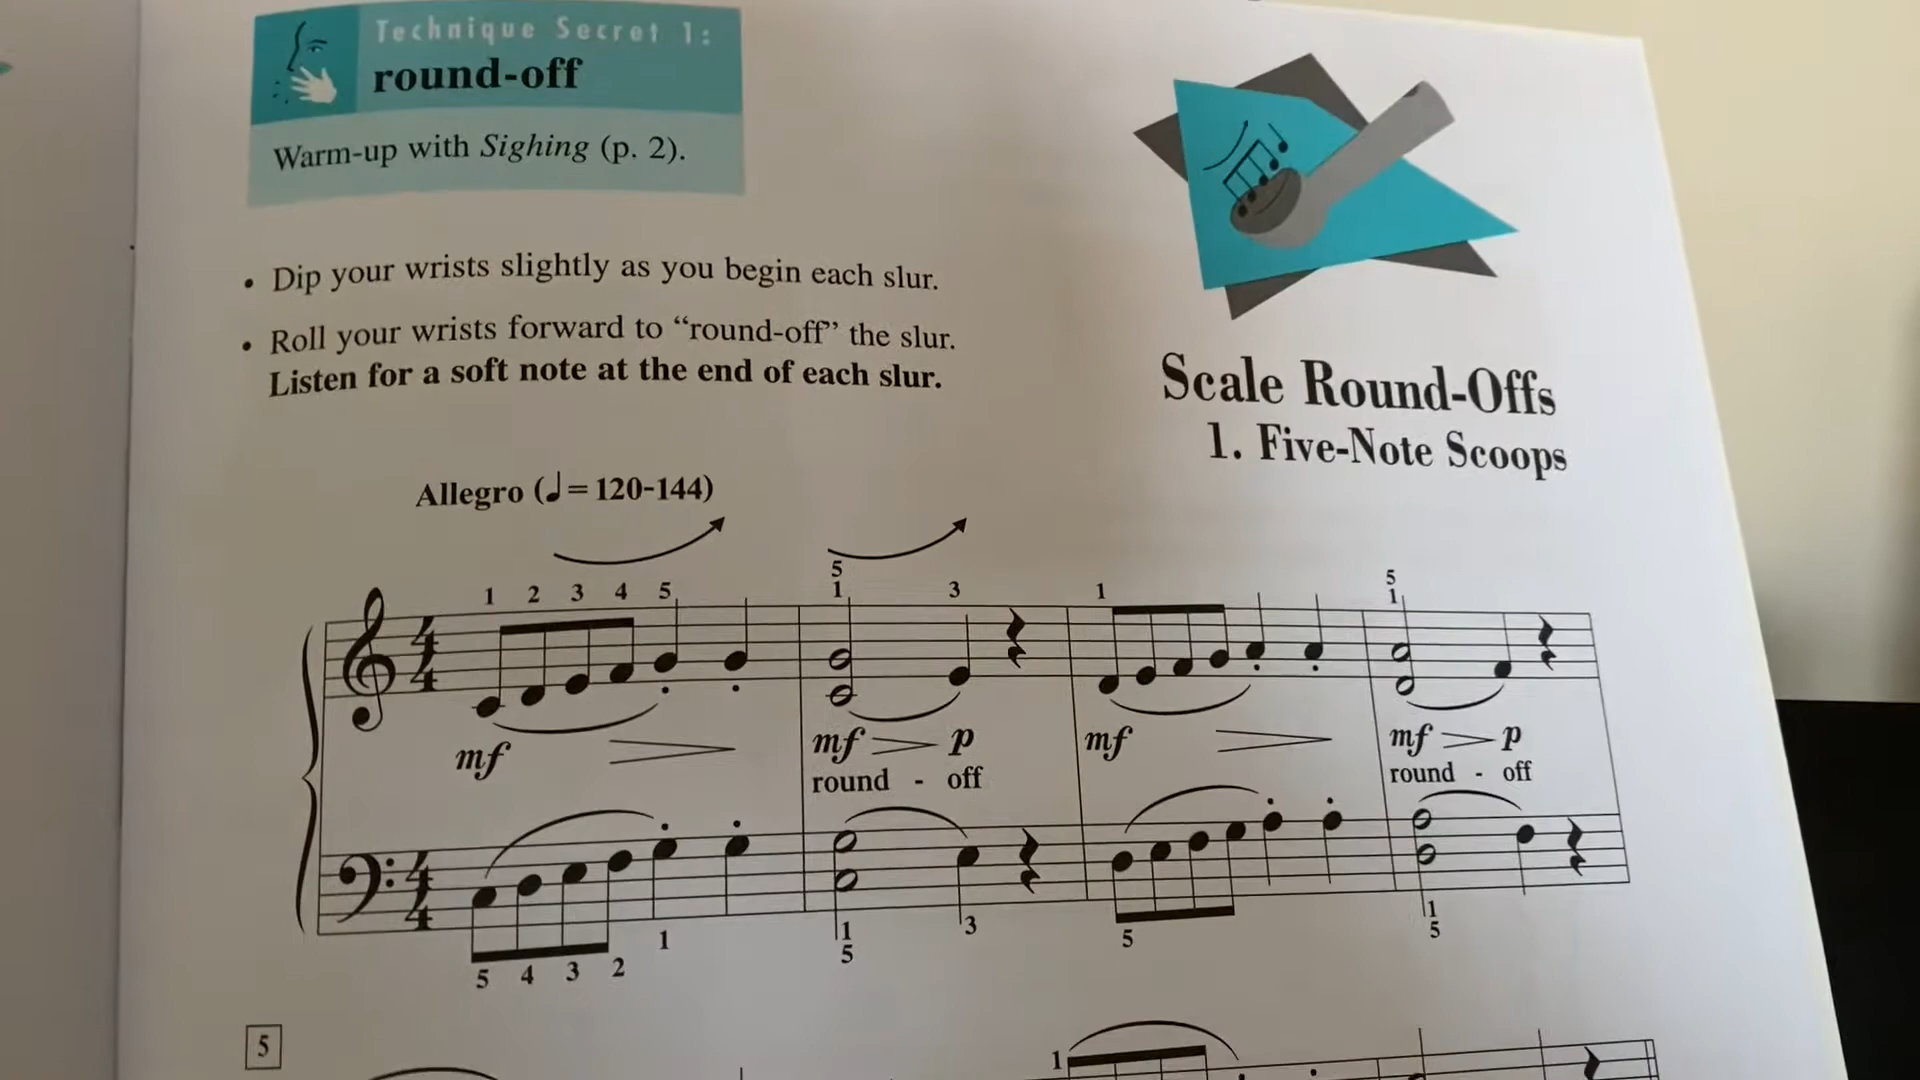 Technique Secret 1:
round-off
Warm-up with Sighing (p. 2).
• Dip your wrists slightly as you begin each slur.
• Roll your wrists forward to “round-off” the slur.
Listen for a soft note at the end of each slur.
Scale Round-Offs
1. Five-Note Scoops
Allegro (♩= 120-144)
5 5
1 2 3 4 5 1 3 1 1
4 4
mf mf p mf mf p
round - off round - off
4 4
1 1 3 5 1
5 5
5 4 3 2
5
1